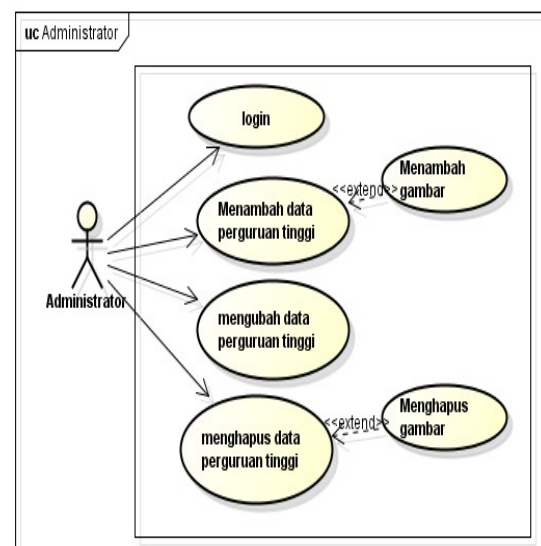 uc Administrator
login
Menambah
gambar
<<extend>>
Menambah data
perguruan tinggi
Administrator
mengubah data
perguruan tinggi
Menghapus
gambar
<<extend>>
menghapus data
perguruan tinggi